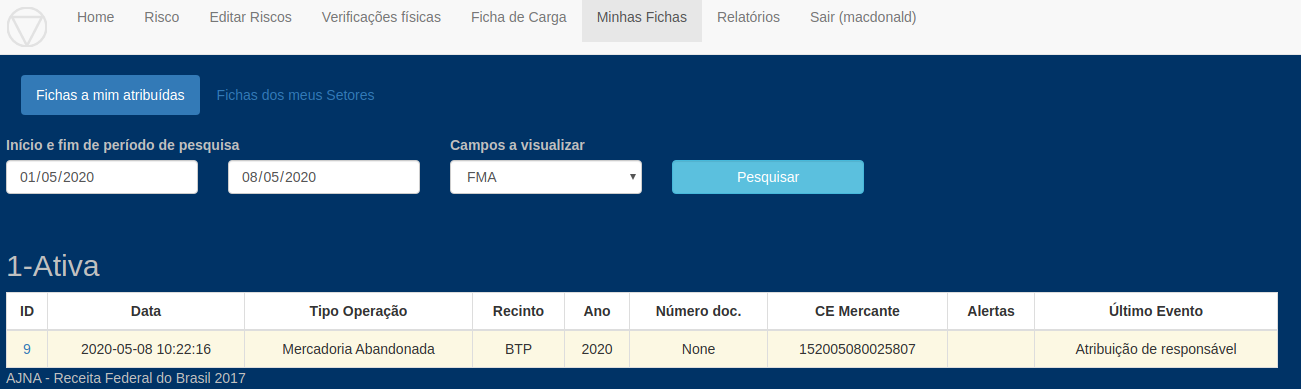 Home Risco Editar Riscos Verificações físicas Ficha de Carga Minhas Fichas Relatórios Sair (macdonald)
Fichas a mim atribuídas Fichas dos meus Setores
Início e fim de período de pesquisa Campos a visualizar
01/05/2020 08/05/2020 FMA Pesquisar
1-Ativa
ID Data Tipo Operação Recinto Ano Número doc. CE Mercante Alertas Último Evento
9 2020-05-08 10:22:16 Mercadoria Abandonada BTP 2020 None 152005080025807 Atribuição de responsável
AJNA - Receita Federal do Brasil 2017